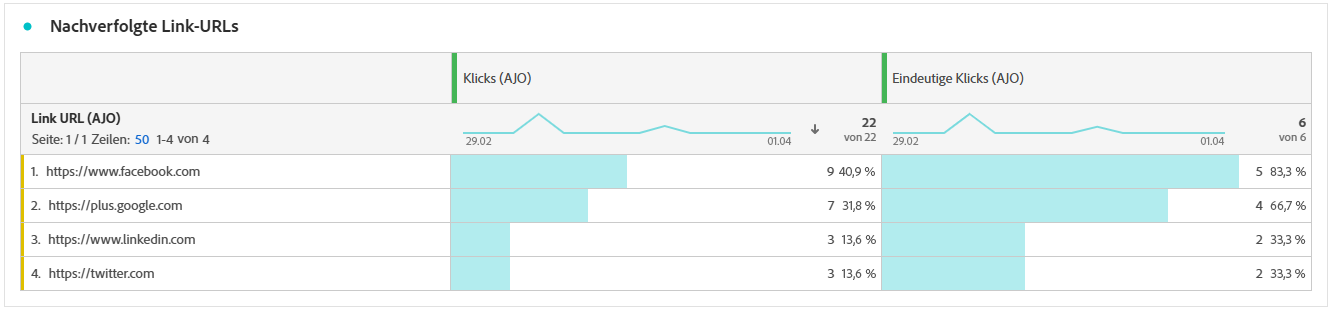 Nachverfolgte Link-URLs
Klicks (AJO) Eindeutige Klicks (AJO)
Link URL (AJO)
Seite: 1 / 1 Zeilen: 50 1-4 von 4
29.02 01.04 22 von 22
29.02 01.04 6 von 6
1. https://www.facebook.com 9 40,9 % 5 83,3 %
2. https://plus.google.com 7 31,8 % 4 66,7 %
3. https://www.linkedin.com 3 13,6 % 2 33,3 %
4. https://twitter.com 3 13,6 % 2 33,3 %